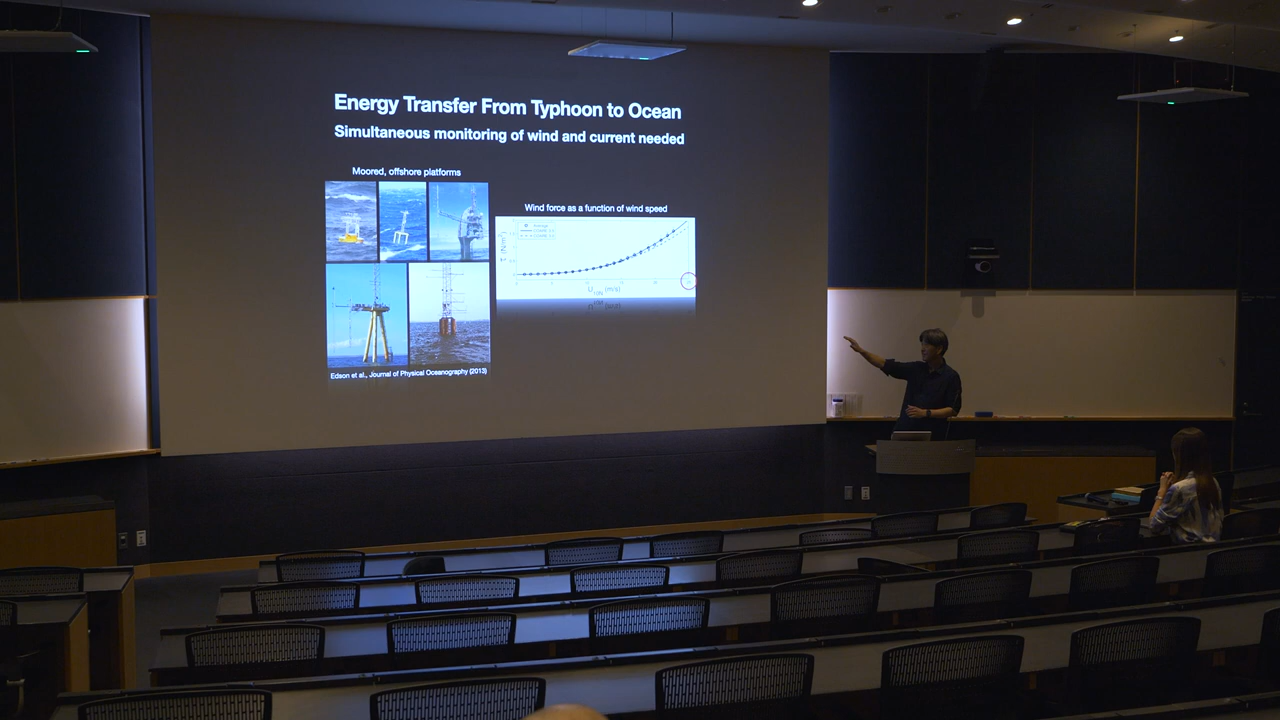 Energy Transfer From Typhoon to Ocean
Simultaneous monitoring of wind and current needed
Moored, offshore platforms
Wind force as a function of wind speed
Edson et al., Journal of Physical Oceanography (2013)